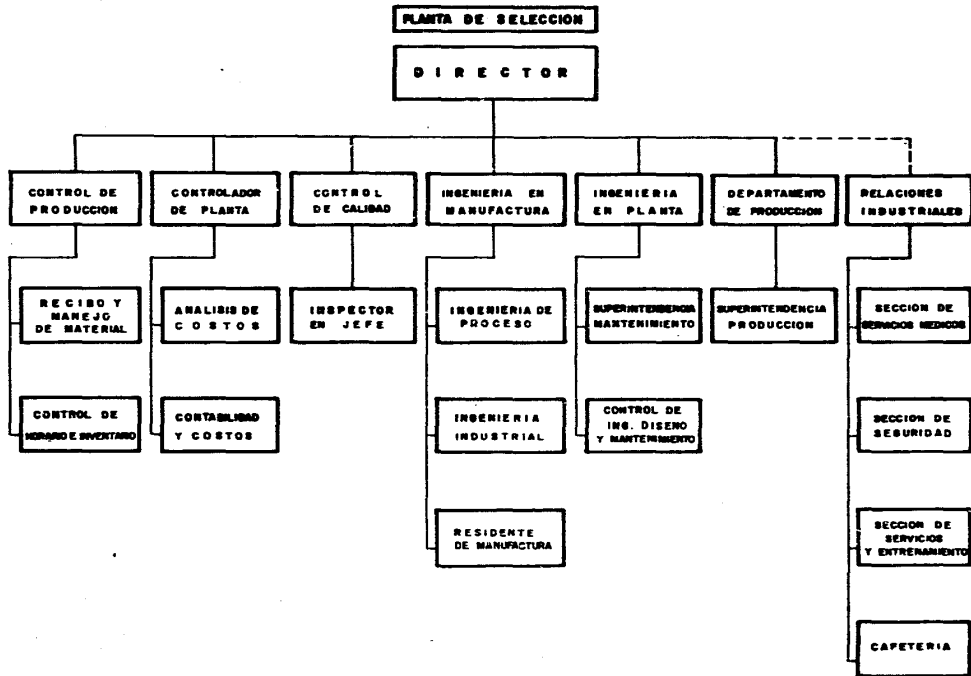 PLANTA DE SELECCION
DIRECTOR
CONTROL DE
PRODUCCION
CONTROLADOR
DE PLANTA
CONTROL
DE CALIDAD
INGENIERIA EN
MANUFACTURA
INGENIERIA
EN PLANTA
DEPARTAMENTO
DE PRODUCCION
RELACIONES
INDUSTRIALES
RECIBO Y
MANEJO
DE MATERIAL
ANALISIS DE
COSTOS
INSPECTOR
EN JEFE
INGENIERIA DE
PROCESO
SUPERINTENDENCIA
MANTENIMIENTO
SUPERINTENDENCIA
PRODUCCION
SECCION DE
SERVICIOS MEDICOS
CONTROL DE
HORARIO E INVENTARIO
CONTABILIDAD
Y COSTOS
INGENIERIA
INDUSTRIAL
CONTROL DE
ING. DISENO
Y MANTENIMIENTO
SECCION DE
SEGURIDAD
RESIDENTE
DE MANUFACTURA
SECCION DE
SERVICIOS
Y ENTRENAMIENTO
CAFETERIA